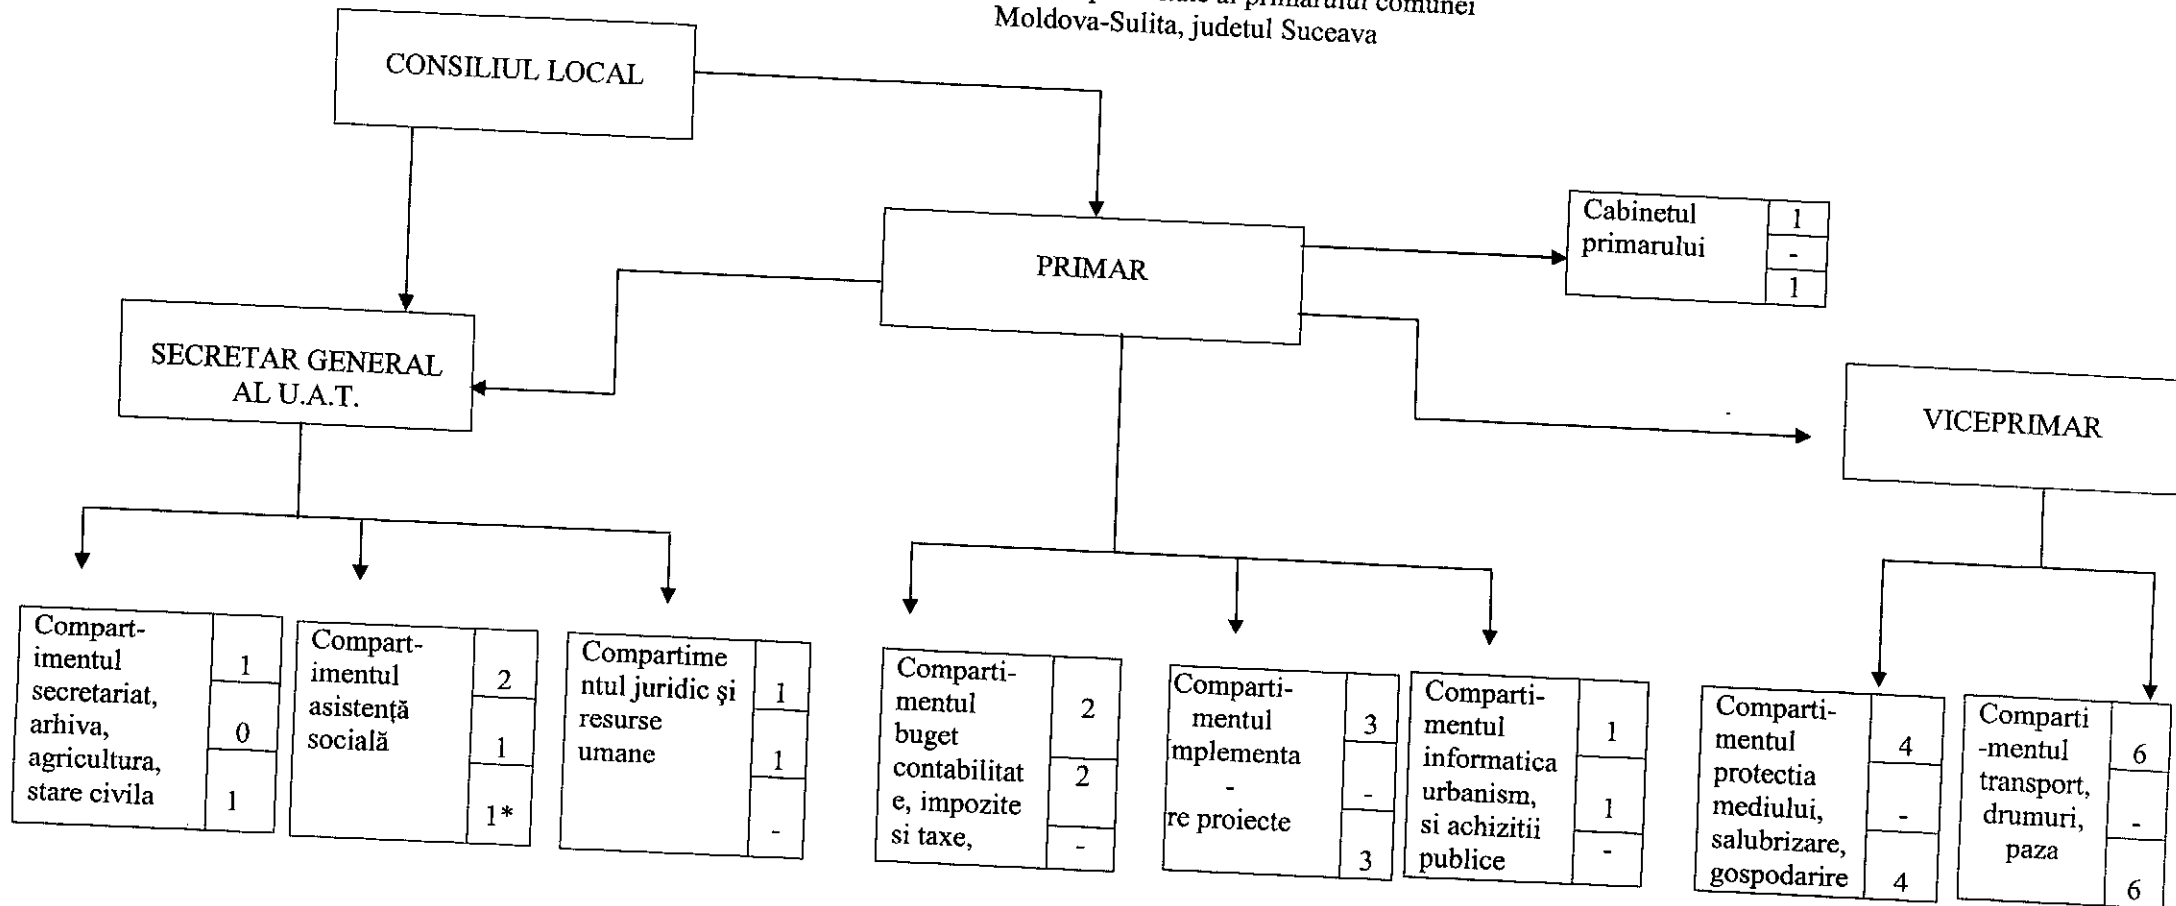 al primarului comunei
Moldova-Sulita, judetul Suceava
CONSILIUL LOCAL
Cabinetul
primarului
1
-
1
PRIMAR
SECRETAR GENERAL
AL U.A.T.
VICEPRIMAR
Compart-
imentul
secretariat,
arhiva,
agricultura,
stare civila
1
0
1
Compart-
imentul
asistență
socială
2
1
1*
Compartime
ntul juridic şi
resurse
umane
1
1
-
Comparti-
mentul
buget
contabilitat
e, impozite
si taxe,
2
2
-
Comparti-
mentul
mplementa
-
re proiecte
3
-
3
Comparti-
mentul
informatica
urbanism,
si achizitii
publice
1
1
-
Comparti-
mentul
protectia
mediului,
salubrizare,
gospodarire
4
-
4
Comparti
-mentul
transport,
drumuri,
paza
6
-
6